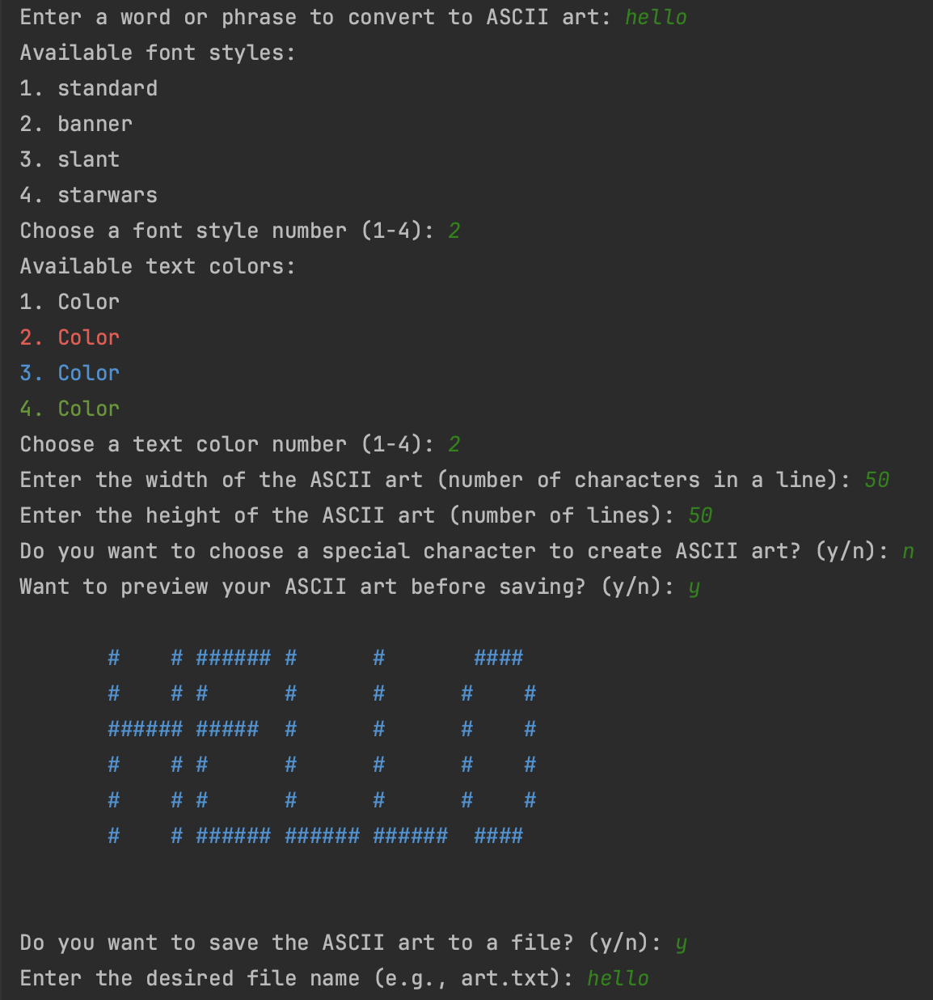 Enter a word or phrase to convert to ASCII art: hello
Available font styles:
1. standard
2. banner
3. slant
4. starwars
Choose a font style number (1-4): 2
Available text colors:
1. Color
2. Color
3. Color
4. Color
Choose a text color number (1-4): 2
Enter the width of the ASCII art (number of characters in a line): 50
Enter the height of the ASCII art (number of lines): 50
Do you want to choose a special character to create ASCII art? (y/n): n
Want to preview your ASCII art before saving? (y/n): y

       #    # ###### #      #       ####
       #    # #      #      #      #    #
       ###### #####  #      #      #    #
       #    # #      #      #      #    #
       #    # #      #      #      #    #
       #    # ###### ###### ######  ####

Do you want to save the ASCII art to a file? (y/n): y
Enter the desired file name (e.g., art.txt): hello